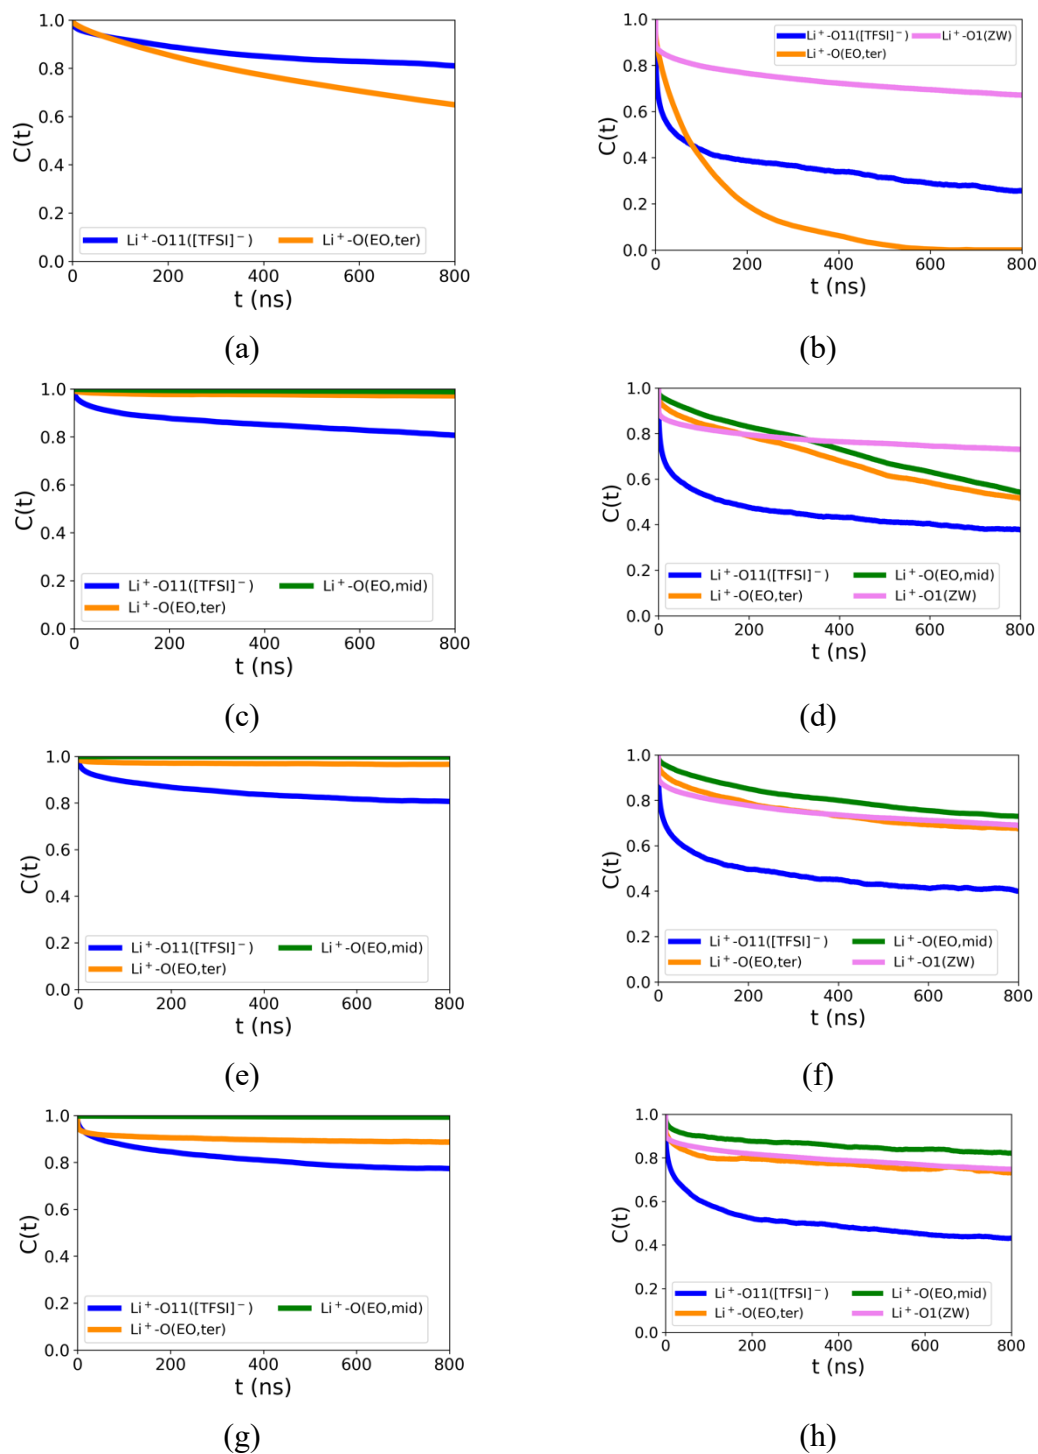 C(t)
1.0
0.8
0.6
0.4
0.2
0.0
Li⁺-O11([TFSI]⁻) Li⁺-O(EO,ter)
0 200 400 600 800
t (ns)
(a)
C(t)
1.0
0.8
0.6
0.4
0.2
0.0
Li⁺-O11([TFSI]⁻) Li⁺-O1(ZW)
Li⁺-O(EO,ter)
0 200 400 600 800
t (ns)
(b)
C(t)
1.0
0.8
0.6
0.4
0.2
0.0
Li⁺-O11([TFSI]⁻) Li⁺-O(EO,mid)
Li⁺-O(EO,ter)
0 200 400 600 800
t (ns)
(c)
C(t)
1.0
0.8
0.6
0.4
0.2
0.0
Li⁺-O11([TFSI]⁻) Li⁺-O(EO,mid)
Li⁺-O(EO,ter) Li⁺-O1(ZW)
0 200 400 600 800
t (ns)
(d)
C(t)
1.0
0.8
0.6
0.4
0.2
0.0
Li⁺-O11([TFSI]⁻) Li⁺-O(EO,mid)
Li⁺-O(EO,ter)
0 200 400 600 800
t (ns)
(e)
C(t)
1.0
0.8
0.6
0.4
0.2
0.0
Li⁺-O11([TFSI]⁻) Li⁺-O(EO,mid)
Li⁺-O(EO,ter) Li⁺-O1(ZW)
0 200 400 600 800
t (ns)
(f)
C(t)
1.0
0.8
0.6
0.4
0.2
0.0
Li⁺-O11([TFSI]⁻) Li⁺-O(EO,mid)
Li⁺-O(EO,ter)
0 200 400 600 800
t (ns)
(g)
C(t)
1.0
0.8
0.6
0.4
0.2
0.0
Li⁺-O11([TFSI]⁻) Li⁺-O(EO,mid)
Li⁺-O(EO,ter) Li⁺-O1(ZW)
0 200 400 600 800
t (ns)
(h)